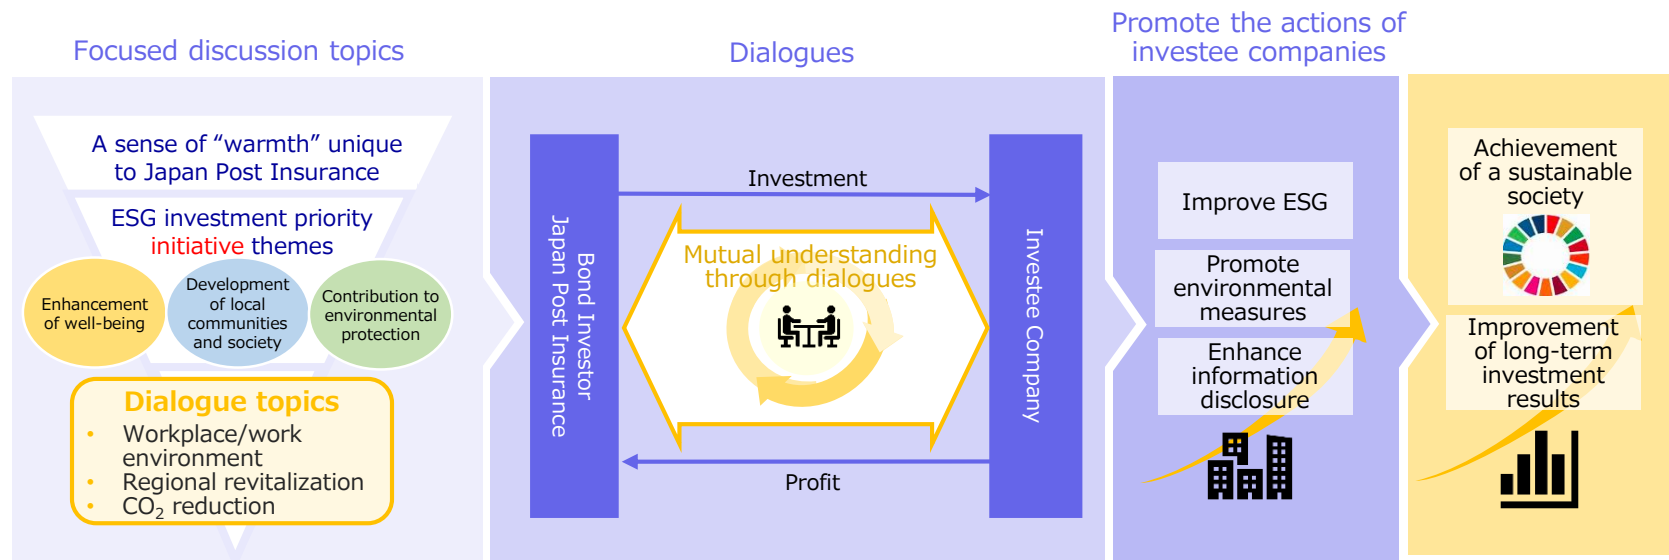 Focused discussion topics
A sense of “warmth” unique
to Japan Post Insurance
ESG investment priority
initiative themes
Enhancement
of well-being
Development
of local
communities
and society
Contribution to
environmental
protection
Dialogue topics
• Workplace/work
environment
• Regional revitalization
• CO₂ reduction
Dialogues
Bond Investor
Japan Post Insurance
Investment
Mutual understanding
through dialogues
Profit
Investee Company
Promote the actions of
investee companies
Improve ESG
Promote
environmental
measures
Enhance
information
disclosure
Achievement
of a sustainable
society
Improvement
of long-term
investment
results